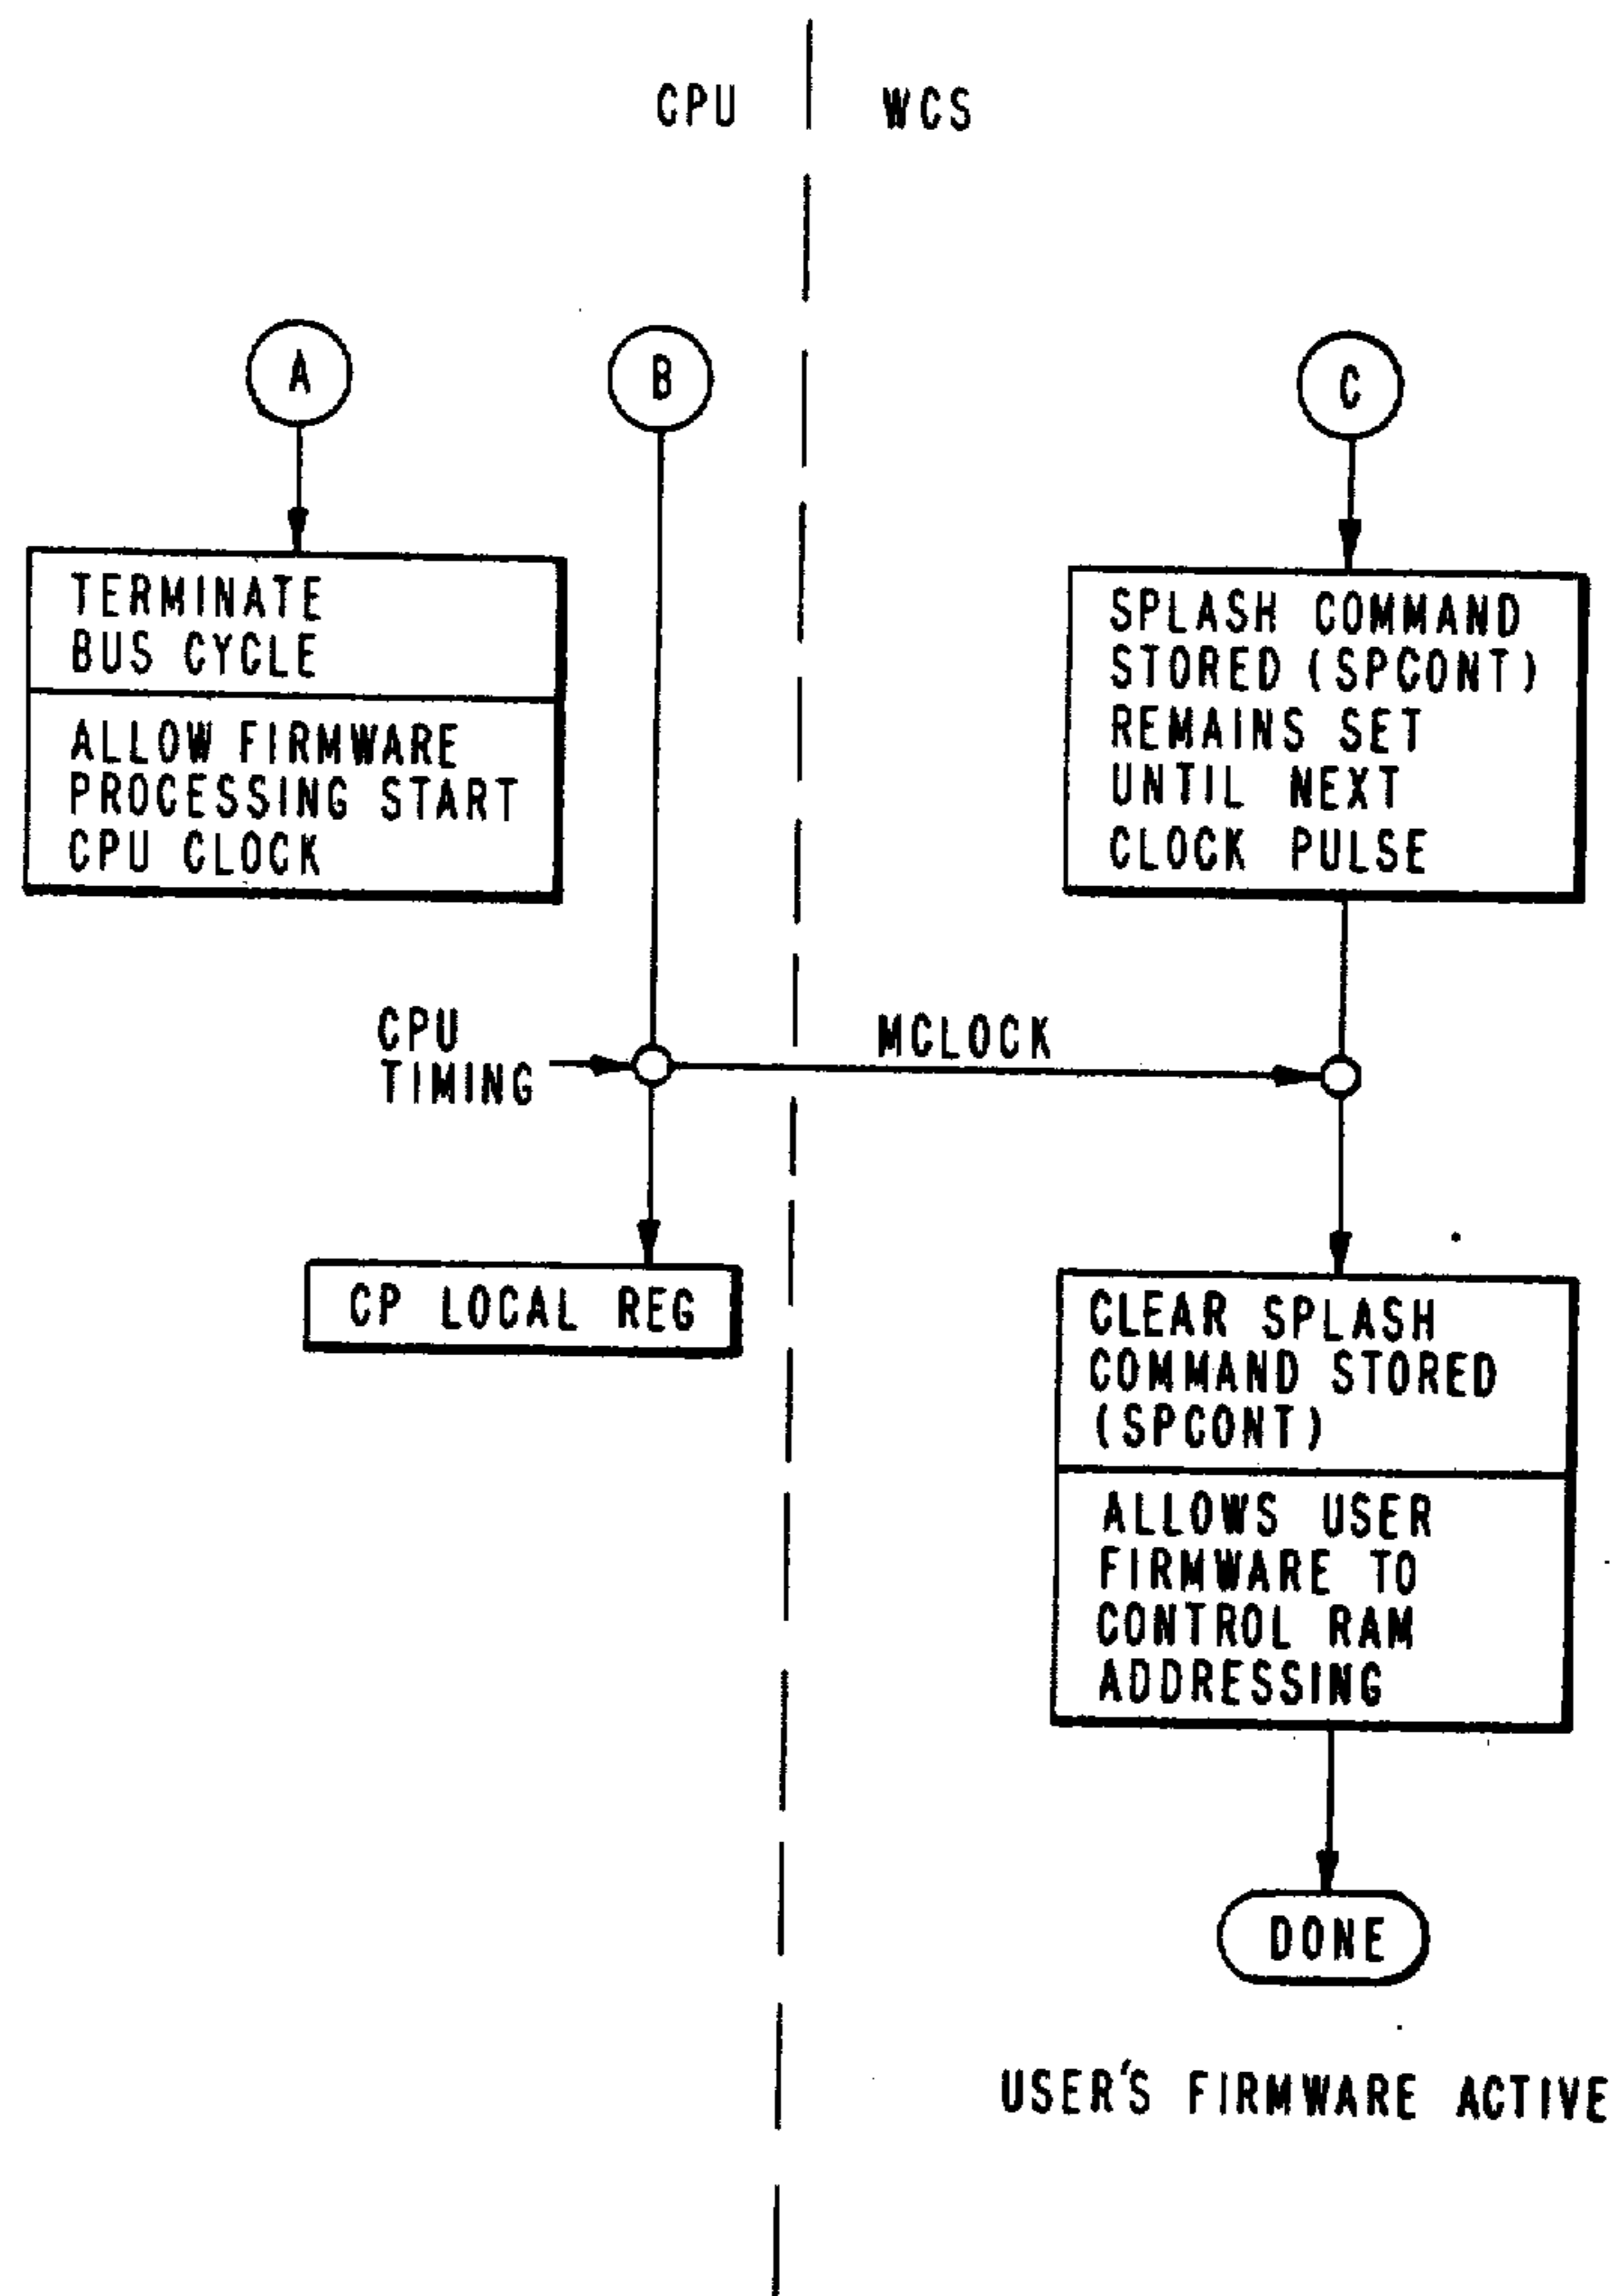 CPU
WCS
A
B
C
TERMINATE
BUS CYCLE
ALLOW FIRMWARE
PROCESSING START
CPU CLOCK
SPLASH COMMAND
STORED (SPCONT)
REMAINS SET
UNTIL NEXT
CLOCK PULSE
CPU
TIMING
MCLOCK
CP LOCAL REG
CLEAR SPLASH
COMMAND STORED
(SPCONT)
ALLOWS USER
FIRMWARE TO
CONTROL RAM
ADDRESSING
DONE
USER'S FIRMWARE ACTIVE